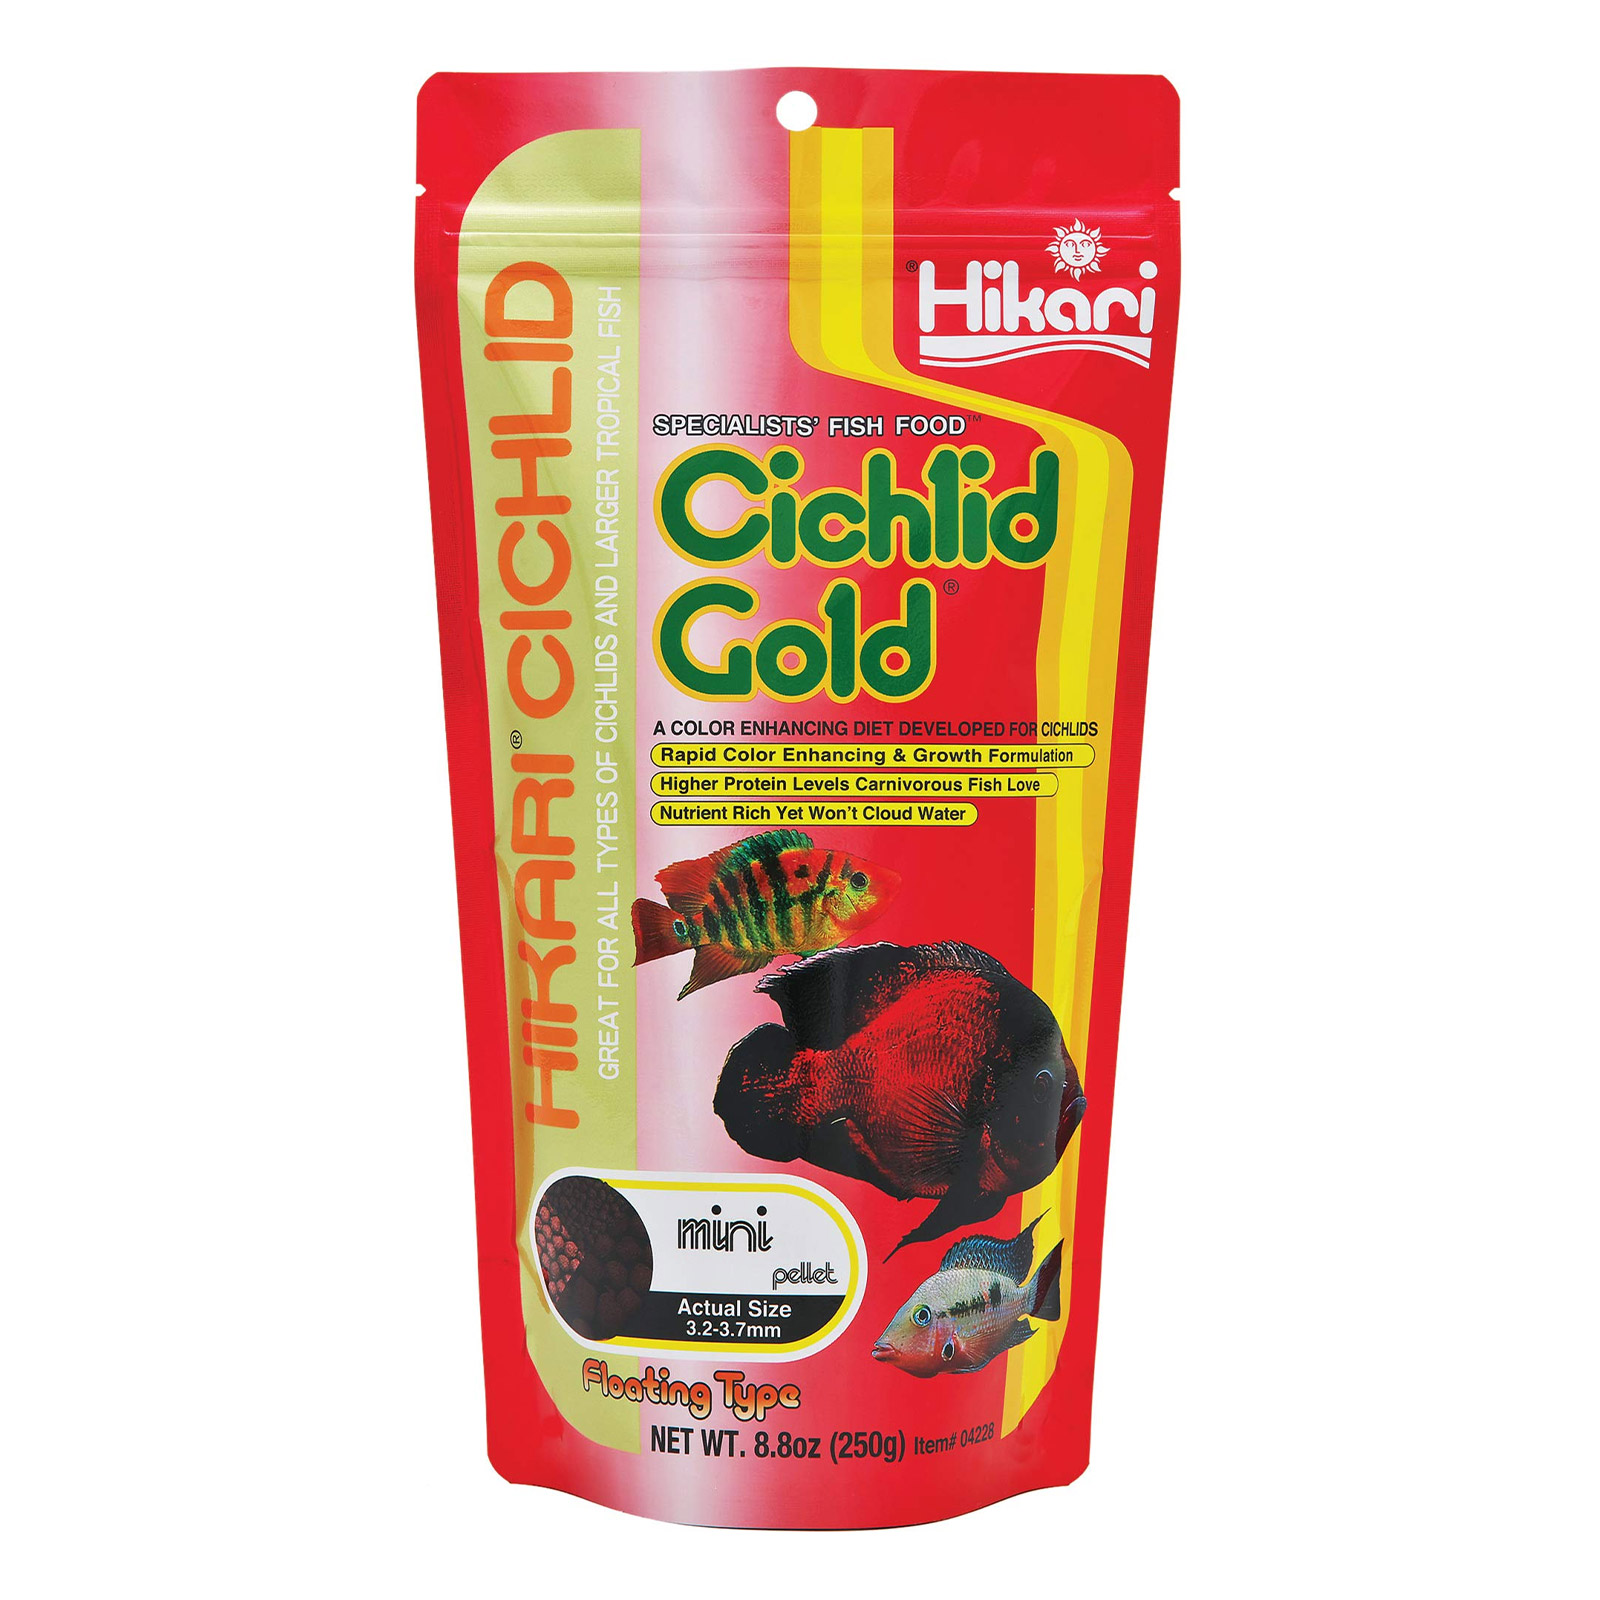 ® Hikari
SPECIALISTS' FISH FOOD™
Cichlid
Gold®
A COLOR ENHANCING DIET DEVELOPED FOR CICHLIDS
Rapid Color Enhancing & Growth Formulation
Higher Protein Levels Carnivorous Fish Love
Nutrient Rich Yet Won't Cloud Water
HIKARI® CICHLID
GREAT FOR ALL TYPES OF CICHLIDS AND LARGER TROPICAL FISH
mini
pellet
Actual Size
3.2-3.7mm
Floating Type
NET WT. 8.8oz (250g) Item# 04228